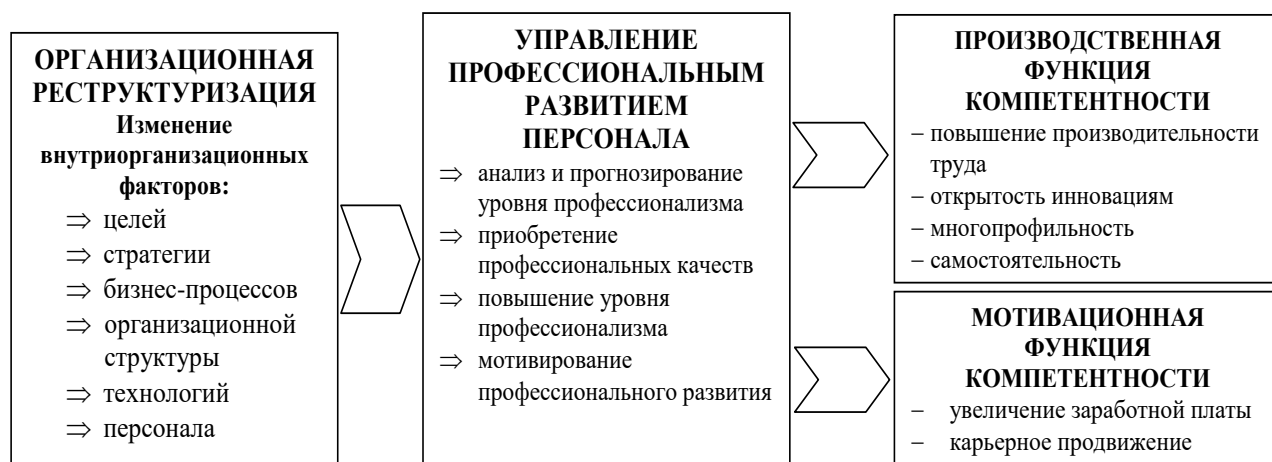 ОРГАНИЗАЦИОННАЯ
РЕСТРУКТУРИЗАЦИЯ
Изменение
внутриорганизационных
факторов:
⇒ целей
⇒ стратегии
⇒ бизнес-процессов
⇒ организационной
структуры
⇒ технологий
⇒ персонала
УПРАВЛЕНИЕ
ПРОФЕССИОНАЛЬНЫМ
РАЗВИТИЕМ
ПЕРСОНАЛА
⇒ анализ и прогнозирование
уровня профессионализма
⇒ приобретение
профессиональных качеств
⇒ повышение уровня
профессионализма
⇒ мотивирование
профессионального развития
ПРОИЗВОДСТВЕННАЯ
ФУНКЦИЯ
КОМПЕТЕНТНОСТИ
– повышение производительности
труда
– открытость инновациям
– многопрофильность
– самостоятельность
МОТИВАЦИОННАЯ
ФУНКЦИЯ
КОМПЕТЕНТНОСТИ
– увеличение заработной платы
– карьерное продвижение